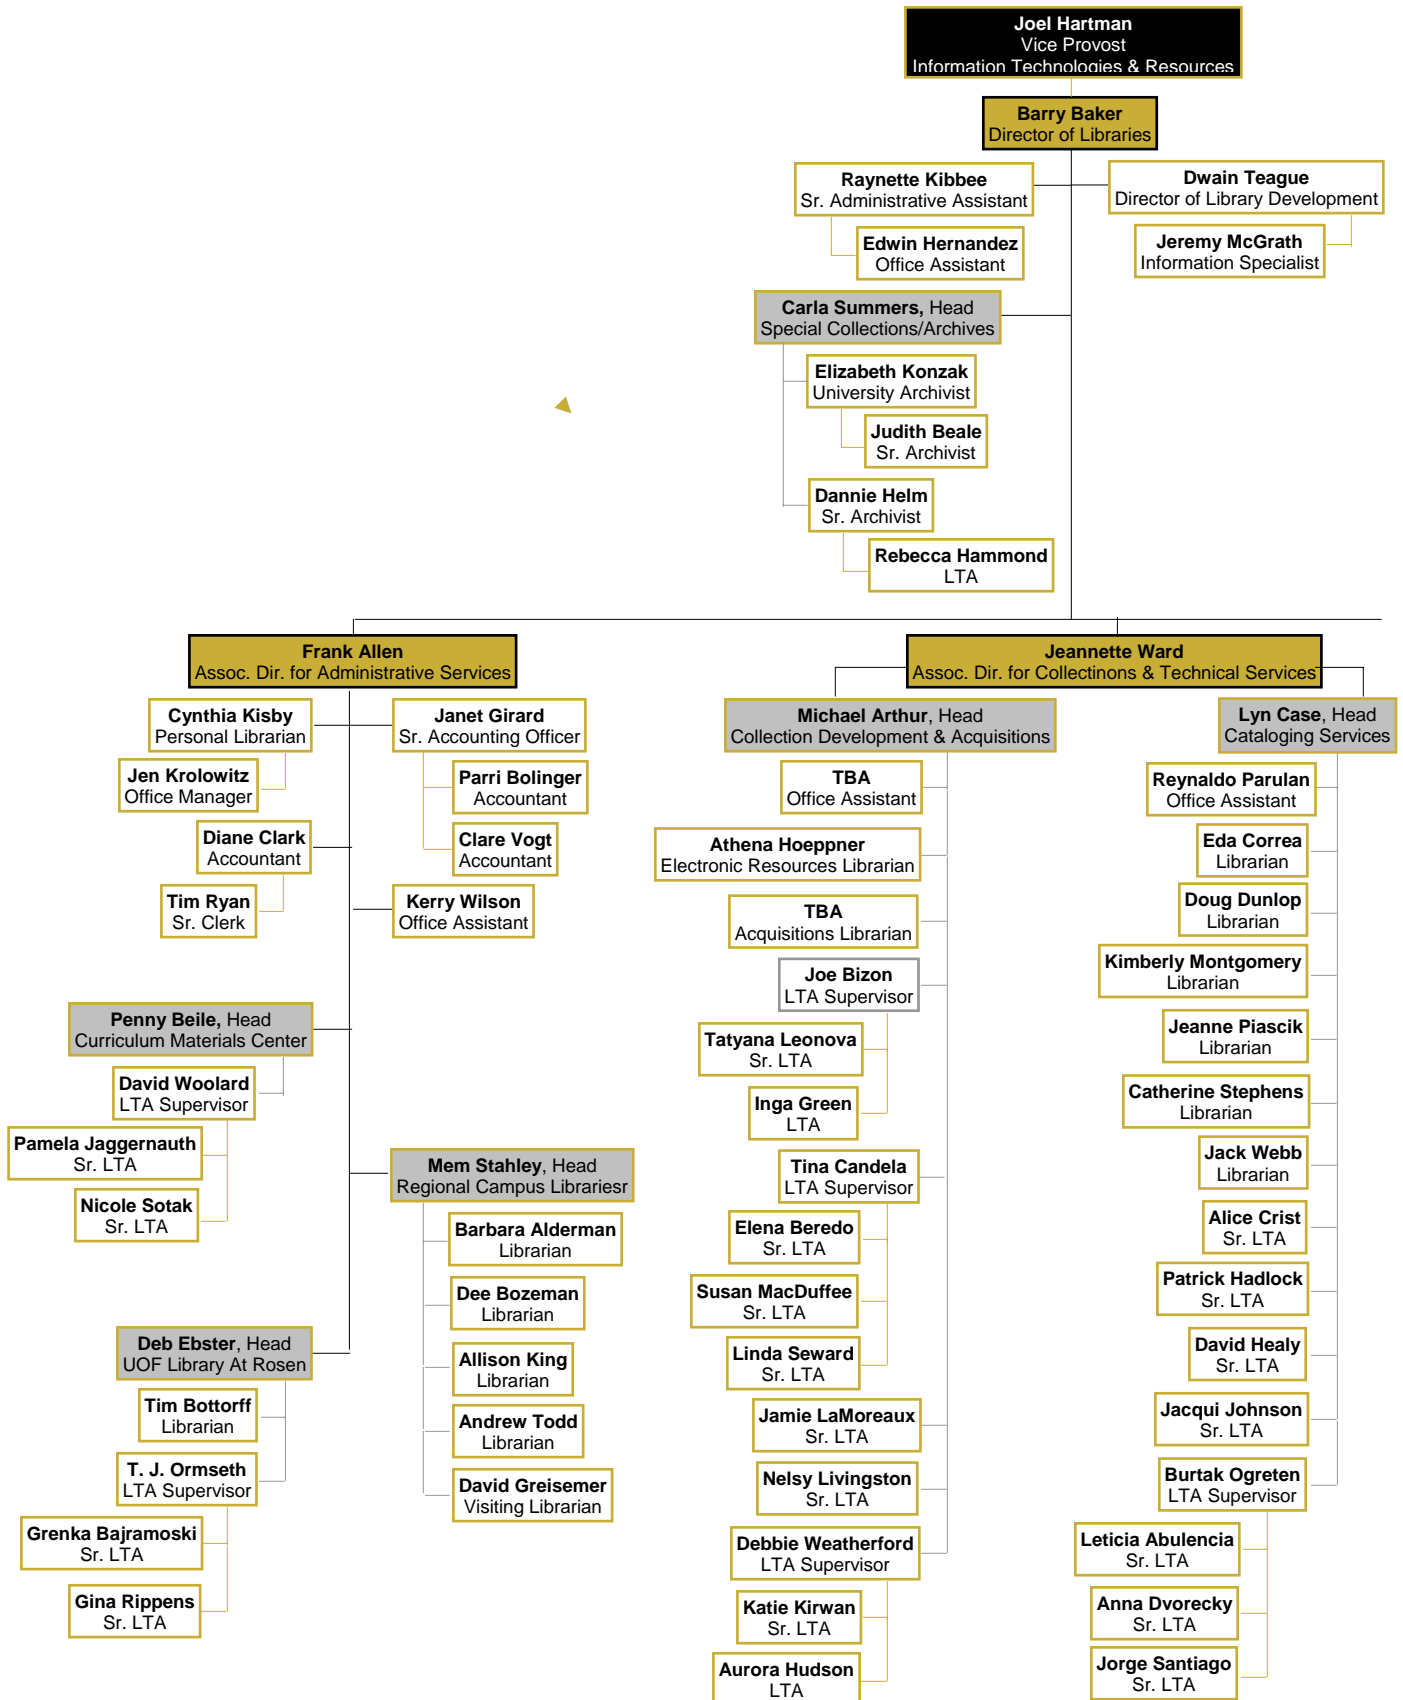 Joel Hartman
Vice Provost
Information Technologies & Resources
Barry Baker
Director of Libraries
Raynette Kibbee
Sr. Administrative Assistant
Edwin Hernandez
Office Assistant
Dwain Teague
Director of Library Development
Jeremy McGrath
Information Specialist
Carla Summers, Head
Special Collections/Archives
Elizabeth Konzak
University Archivist
Judith Beale
Sr. Archivist
Dannie Helm
Sr. Archivist
Rebecca Hammond
LTA
Frank Allen
Assoc. Dir. for Administrative Services
Cynthia Kisby
Personal Librarian
Jen Krolowitz
Office Manager
Janet Girard
Sr. Accounting Officer
Parri Bolinger
Accountant
Clare Vogt
Accountant
Diane Clark
Accountant
Tim Ryan
Sr. Clerk
Kerry Wilson
Office Assistant
Penny Beile, Head
Curriculum Materials Center
David Woolard
LTA Supervisor
Pamela Jaggernauth
Sr. LTA
Nicole Sotak
Sr. LTA
Mem Stahley, Head
Regional Campus Librariesr
Barbara Alderman
Librarian
Dee Bozeman
Librarian
Allison King
Librarian
Andrew Todd
Librarian
David Greisemer
Visiting Librarian
Deb Ebster, Head
UOF Library At Rosen
Tim Bottorff
Librarian
T. J. Ormseth
LTA Supervisor
Grenka Bajramoski
Sr. LTA
Gina Rippens
Sr. LTA
Jeannette Ward
Assoc. Dir. for Collectinons & Technical Services
Michael Arthur, Head
Collection Development & Acquisitions
TBA
Office Assistant
Athena Hoeppner
Electronic Resources Librarian
TBA
Acquisitions Librarian
Joe Bizon
LTA Supervisor
Tatyana Leonova
Sr. LTA
Inga Green
LTA
Tina Candela
LTA Supervisor
Elena Beredo
Sr. LTA
Susan MacDuffee
Sr. LTA
Linda Seward
Sr. LTA
Jamie LaMoreaux
Sr. LTA
Nelsy Livingston
Sr. LTA
Debbie Weatherford
LTA Supervisor
Katie Kirwan
Sr. LTA
Aurora Hudson
LTA
Lyn Case, Head
Cataloging Services
Reynaldo Parulan
Office Assistant
Eda Correa
Librarian
Doug Dunlop
Librarian
Kimberly Montgomery
Librarian
Jeanne Piascik
Librarian
Catherine Stephens
Librarian
Jack Webb
Librarian
Alice Crist
Sr. LTA
Patrick Hadlock
Sr. LTA
David Healy
Sr. LTA
Jacqui Johnson
Sr. LTA
Burtak Ogreten
LTA Supervisor
Leticia Abulencia
Sr. LTA
Anna Dvorecky
Sr. LTA
Jorge Santiago
Sr. LTA